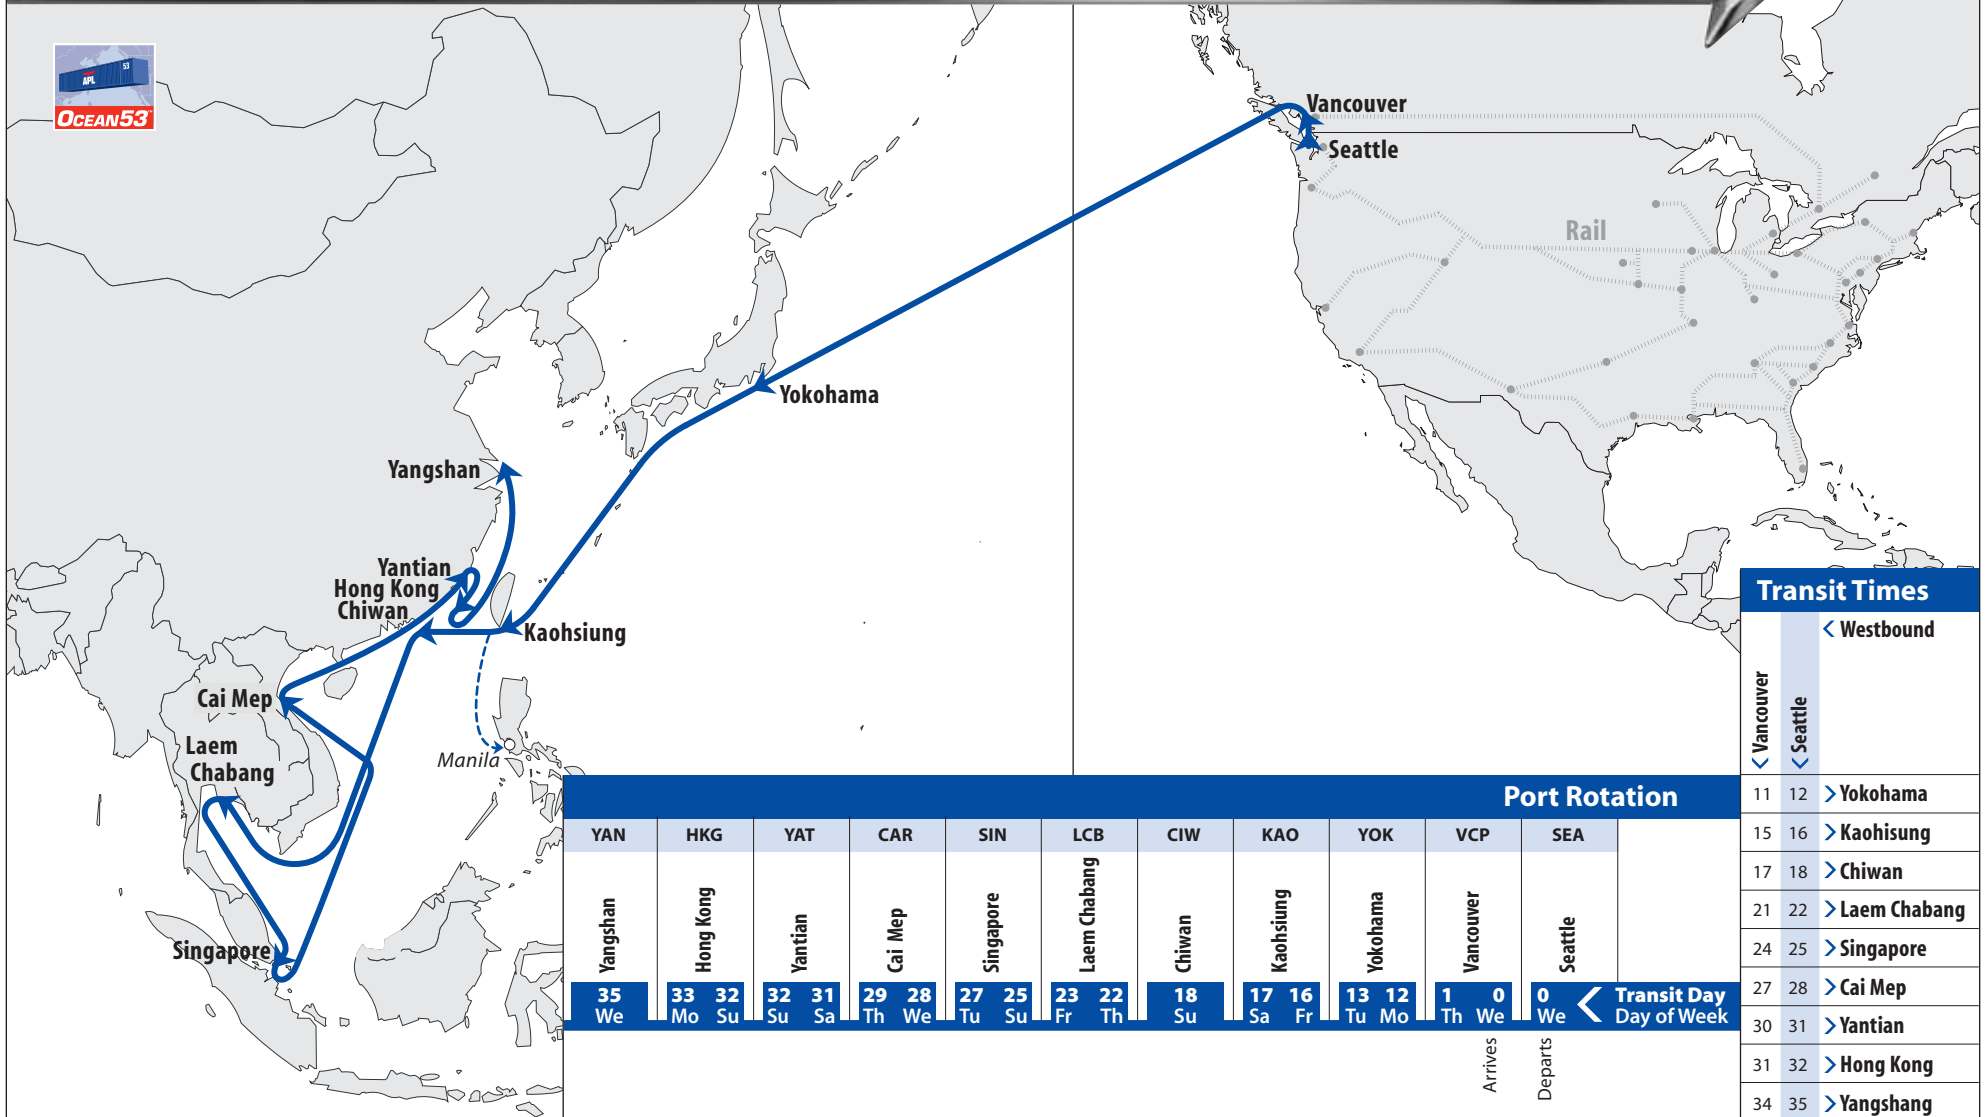 53
APL
OCEAN53™
Vancouver
Seattle
Rail
Yokohama
Yangshan
Yantian
Hong Kong
Chiwan
Kaohsiung
Cai Mep
Laem
Chabang
Manila
Singapore
Port Rotation
YAN HKG YAT CAR SIN LCB CIW KAO YOK VCP SEA
Yangshan
Hong Kong
Yantian
Cai Mep
Singapore
Laem Chabang
Chiwan
Kaohsiung
Yokohama
Vancouver
Seattle
35 33 32 32 31 29 28 27 25 23 22 18 17 16 13 12 1 0 0 Transit Day
We Mo Su Su Sa Th We Tu Su Fr Th Su Sa Fr Tu Mo Th We We Day of Week
Arrives
Departs
Transit Times
< Westbound
Vancouver
Seattle
11 12 > Yokohama
15 16 > Kaohisung
17 18 > Chiwan
21 22 > Laem Chabang
24 25 > Singapore
27 28 > Cai Mep
30 31 > Yantian
31 32 > Hong Kong
34 35 > Yangshang